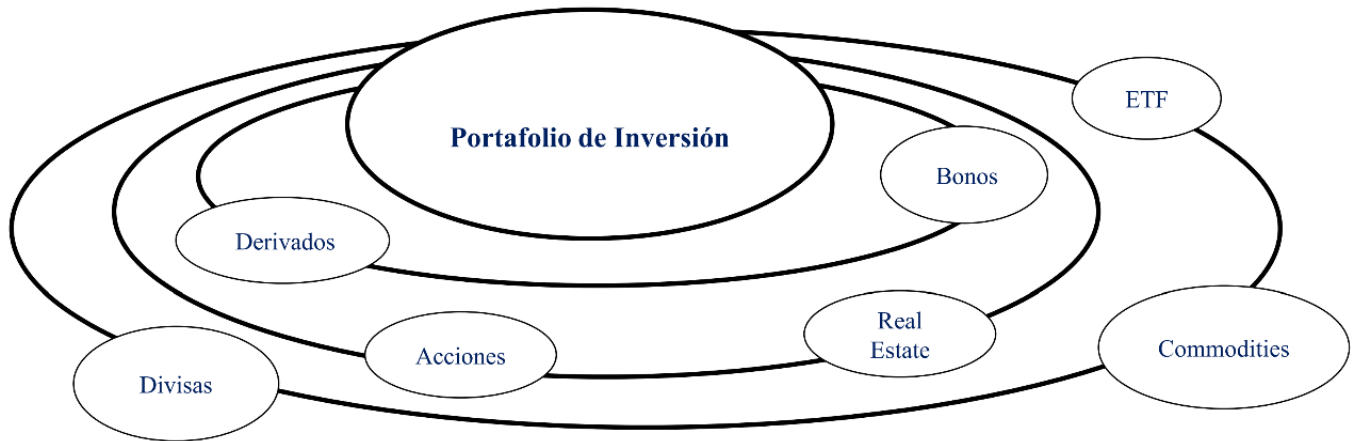 ETF
Portafolio de Inversión
Bonos
Derivados
Real
Estate
Acciones
Commodities
Divisas